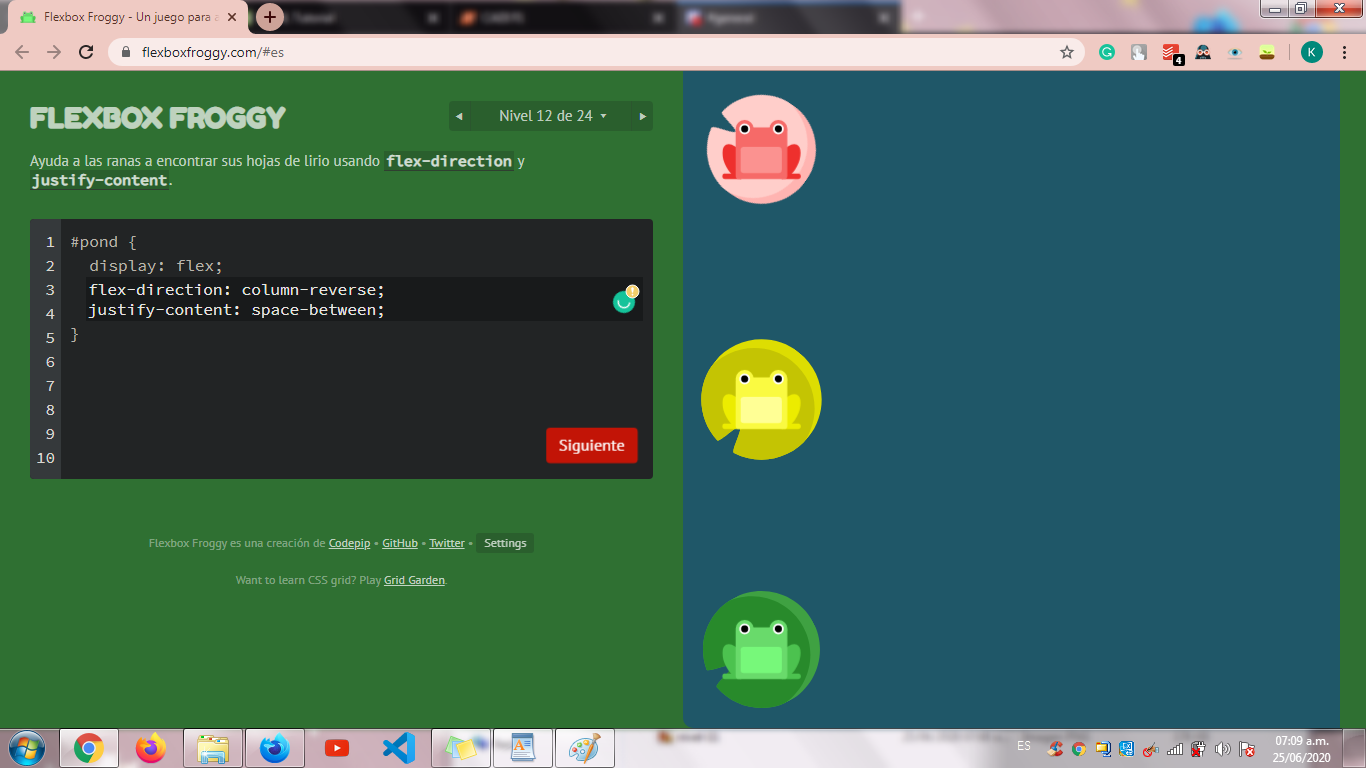 Flexbox Froggy - Un juego para a
Tutorial
flexboxfroggy.com/#es
4
K
FLEXBOX FROGGY
Nivel 12 de 24
Ayuda a las ranas a encontrar sus hojas de lirio usando flex-direction y
justify-content.
1 #pond {
2 display: flex;
3 flex-direction: column-reverse;
4 justify-content: space-between;
5 }
6
7
8
9
10
Siguiente
Flexbox Froggy es una creación de Codepip • GitHub • Twitter • Settings
Want to learn CSS grid? Play Grid Garden.
ES
07:09 a.m.
25/06/2020